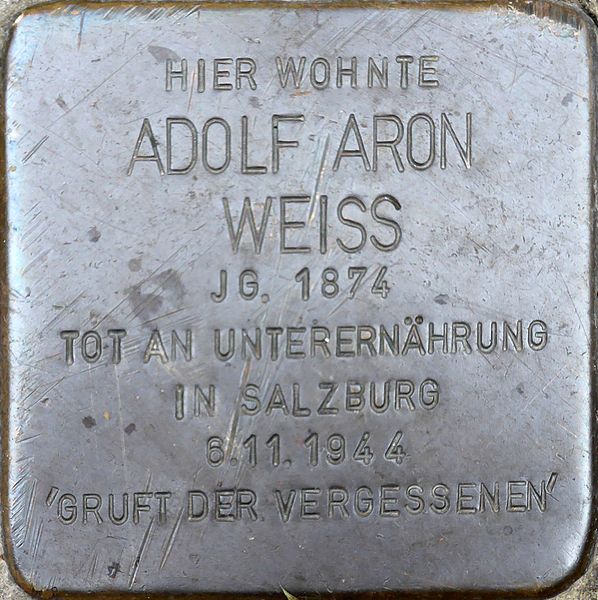 HIER WOHNTE
ADOLF ARON
WEISS
JG. 1874
TOT AN UNTERERNÄHRUNG
IN SALZBURG
6.11.1944
'GRUFT DER VERGESSENEN'